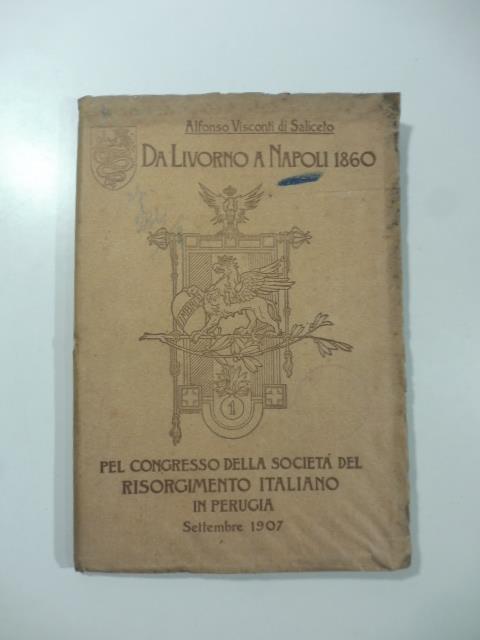 Alfonso Visconti di Saliceto
DA LIVORNO A NAPOLI 1860
1
PEL CONGRESSO DELLA SOCIETÁ DEL
RISORGIMENTO ITALIANO
IN PERUGIA
Settembre 1907